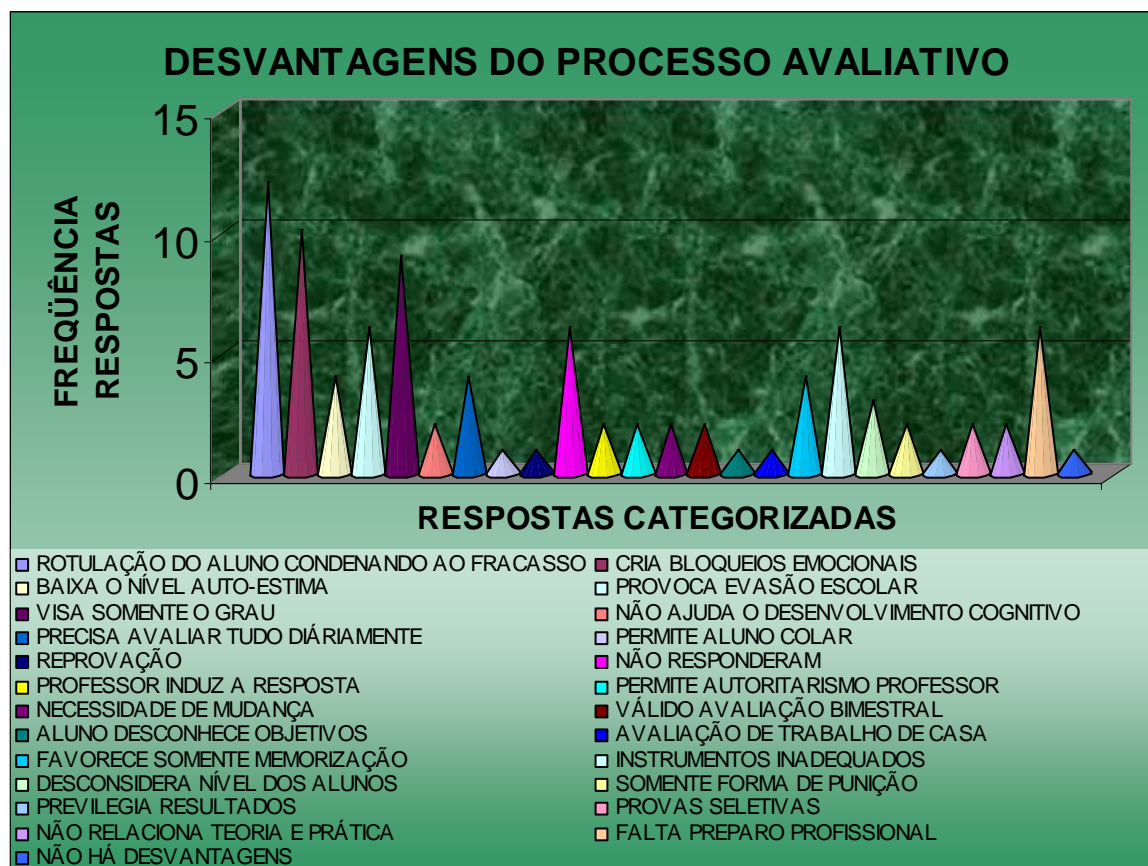 DESVANTAGENS DO PROCESSO AVALIATIVO
15
10
5
0
FREQÜÊNCIA
RESPOSTAS
RESPOSTAS CATEGORIZADAS
ROTULAÇÃO DO ALUNO CONDENANDO AO FRACASSO
CRIA BLOQUEIOS EMOCIONAIS
BAIXA O NÍVEL AUTO-ESTIMA
PROVOCA EVASÃO ESCOLAR
VISA SOMENTE O GRAU
NÃO AJUDA O DESENVOLVIMENTO COGNITIVO
PRECISA AVALIAR TUDO DIÁRIAMENTE
PERMITE ALUNO COLAR
REPROVAÇÃO
NÃO RESPONDERAM
PROFESSOR INDUZ A RESPOSTA
PERMITE AUTORITARISMO PROFESSOR
NECESSIDADE DE MUDANÇA
VÁLIDO AVALIAÇÃO BIMESTRAL
ALUNO DESCONHECE OBJETIVOS
AVALIAÇÃO DE TRABALHO DE CASA
FAVORECE SOMENTE MEMORIZAÇÃO
INSTRUMENTOS INADEQUADOS
DESCONSIDERA NÍVEL DOS ALUNOS
SOMENTE FORMA DE PUNIÇÃO
PREVILEGIA RESULTADOS
PROVAS SELETIVAS
NÃO RELACIONA TEORIA E PRÁTICA
FALTA PREPARO PROFISSIONAL
NÃO HÁ DESVANTAGENS